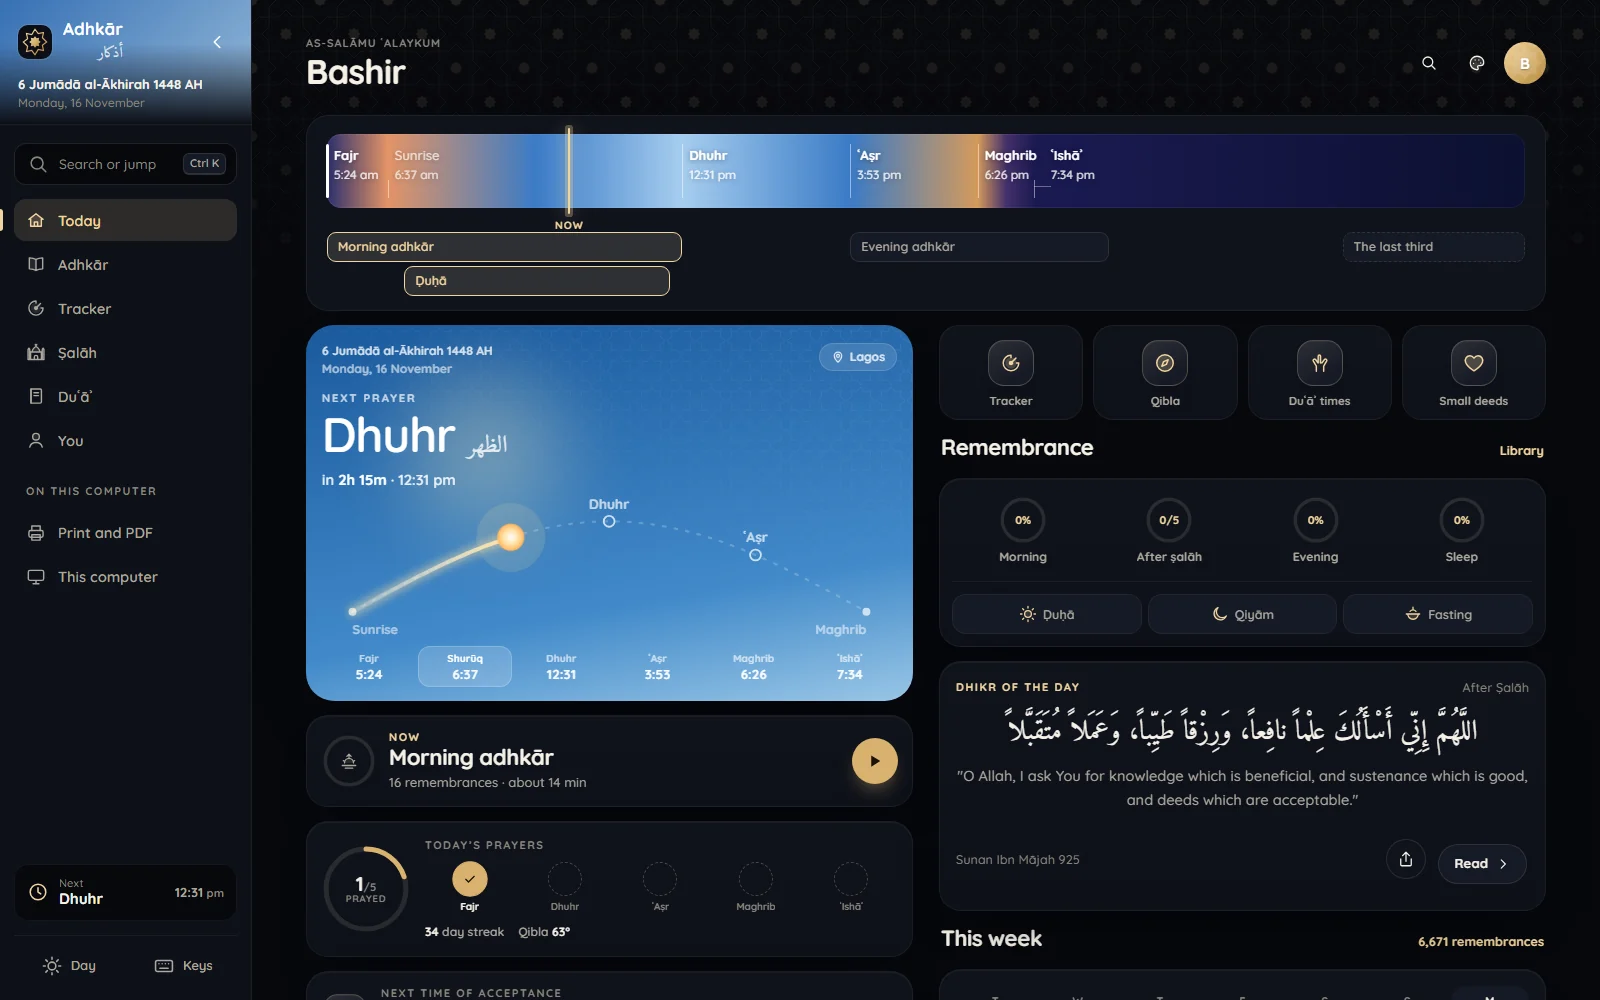 Adhkār
أذكار
6 Jumādā al-Ākhirah 1448 AH
Monday, 16 November
Search or jump
Ctrl K
Today
Adhkār
Tracker
Ṣalāh
Duʿāʾ
You
ON THIS COMPUTER
Print and PDF
This computer
Next
Dhuhr
12:31 pm
Day
Keys
AS-SALĀMU ʿALAYKUM
Bashir
B
Fajr
5:24 am
Sunrise
6:37 am
Dhuhr
12:31 pm
ʿAṣr
3:53 pm
Maghrib
6:26 pm
ʿIshāʾ
7:34 pm
NOW
Morning adhkār
Evening adhkār
The last third
Ḍuḥā
6 Jumādā al-Ākhirah 1448 AH
Monday, 16 November
Lagos
NEXT PRAYER
Dhuhr
الظهر
in 2h 15m · 12:31 pm
Dhuhr
ʿAṣr
Sunrise
Maghrib
Fajr
5:24
Shurūq
6:37
Dhuhr
12:31
ʿAṣr
3:53
Maghrib
6:26
ʿIshāʾ
7:34
NOW
Morning adhkār
16 remembrances · about 14 min
TODAY'S PRAYERS
1/5
PRAYED
Fajr
Dhuhr
ʿAṣr
Maghrib
ʿIshāʾ
34 day streak
Qibla 63°
NEXT TIME OF ACCEPTANCE
Tracker
Qibla
Duʿāʾ times
Small deeds
Remembrance
Library
0%
Morning
0/5
After ṣalāh
0%
Evening
0%
Sleep
Ḍuḥā
Qiyām
Fasting
DHIKR OF THE DAY
After Ṣalāh
اللَّهُمَّ إِنِّي أَسْأَلُكَ عِلْماً نافِعاً، وَرِزْقاً طَيِّباً، وَعَمَلاً مُتَقَبَّلاً
"O Allah, I ask You for knowledge which is beneficial, and sustenance which is good,
and deeds which are acceptable."
Sunan Ibn Mājah 925
Read
This week
6,671 remembrances